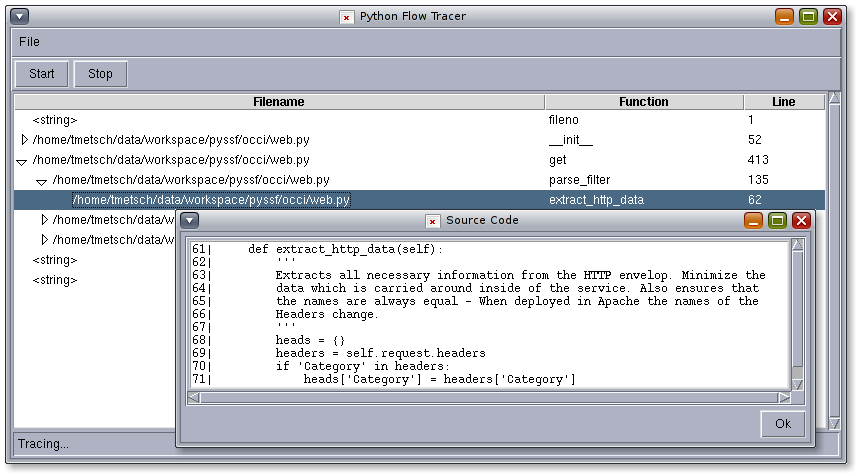 Python Flow Tracer
File
Start Stop
Filename Function Line
<string> fileno 1
/home/tmetsch/data/workspace/pyssf/occi/web.py __init__ 52
/home/tmetsch/data/workspace/pyssf/occi/web.py get 413
/home/tmetsch/data/workspace/pyssf/occi/web.py parse_filter 135
/home/tmetsch/data/workspace/pyssf/occi/web.py extract_http_data 62
/home/tmetsch/data/w
/home/tmetsch/data/w
<string>
<string>
Source Code
61|     def extract_http_data(self):
62|         '''
63|         Extracts all necessary information from the HTTP envelop. Minimize the
64|         data which is carried around inside of the service. Also ensures that
65|         the names are always equal - When deployed in Apache the names of the
66|         Headers change.
67|         '''
68|         heads = {}
69|         headers = self.request.headers
70|         if 'Category' in headers:
71|             heads['Category'] = headers['Category']
Ok
Tracing...